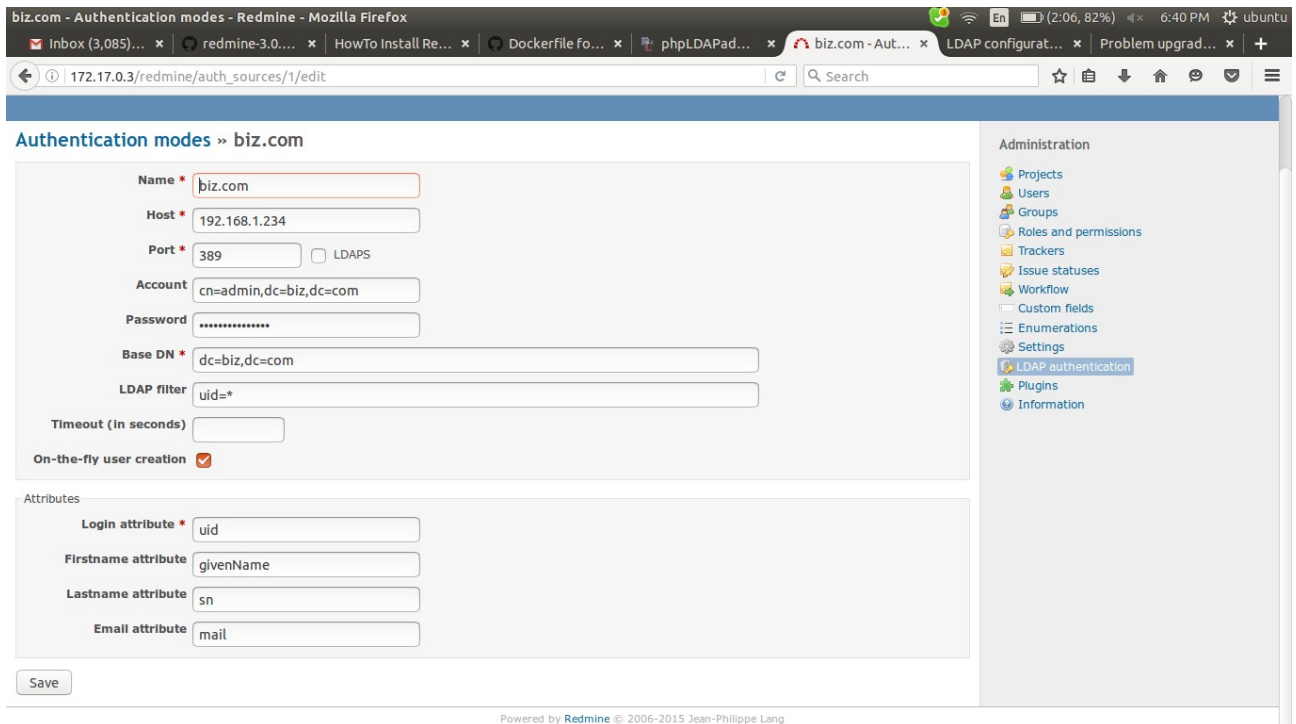 biz.com - Authentication modes - Redmine - Mozilla Firefox
En (2:06, 82%) 6:40 PM ubuntu
Inbox (3,085)... × redmine-3.0.... × HowTo Install Re... × Dockerfile fo... × phpLDAPad... × biz.com - Aut... × LDAP configurat... × Problem upgrad... × +
172.17.0.3/redmine/auth_sources/1/edit
Search
Authentication modes » biz.com
Name * biz.com
Host * 192.168.1.234
Port * 389 LDAPS
Account cn=admin,dc=biz,dc=com
Password •••••••••••••••
Base DN * dc=biz,dc=com
LDAP filter uid=*
Timeout (in seconds)
On-the-fly user creation
Attributes
Login attribute * uid
Firstname attribute givenName
Lastname attribute sn
Email attribute mail
Save
Administration
Projects
Users
Groups
Roles and permissions
Trackers
Issue statuses
Workflow
Custom fields
Enumerations
Settings
LDAP authentication
Plugins
Information
Powered by Redmine © 2006-2015 Jean-Philippe Lang